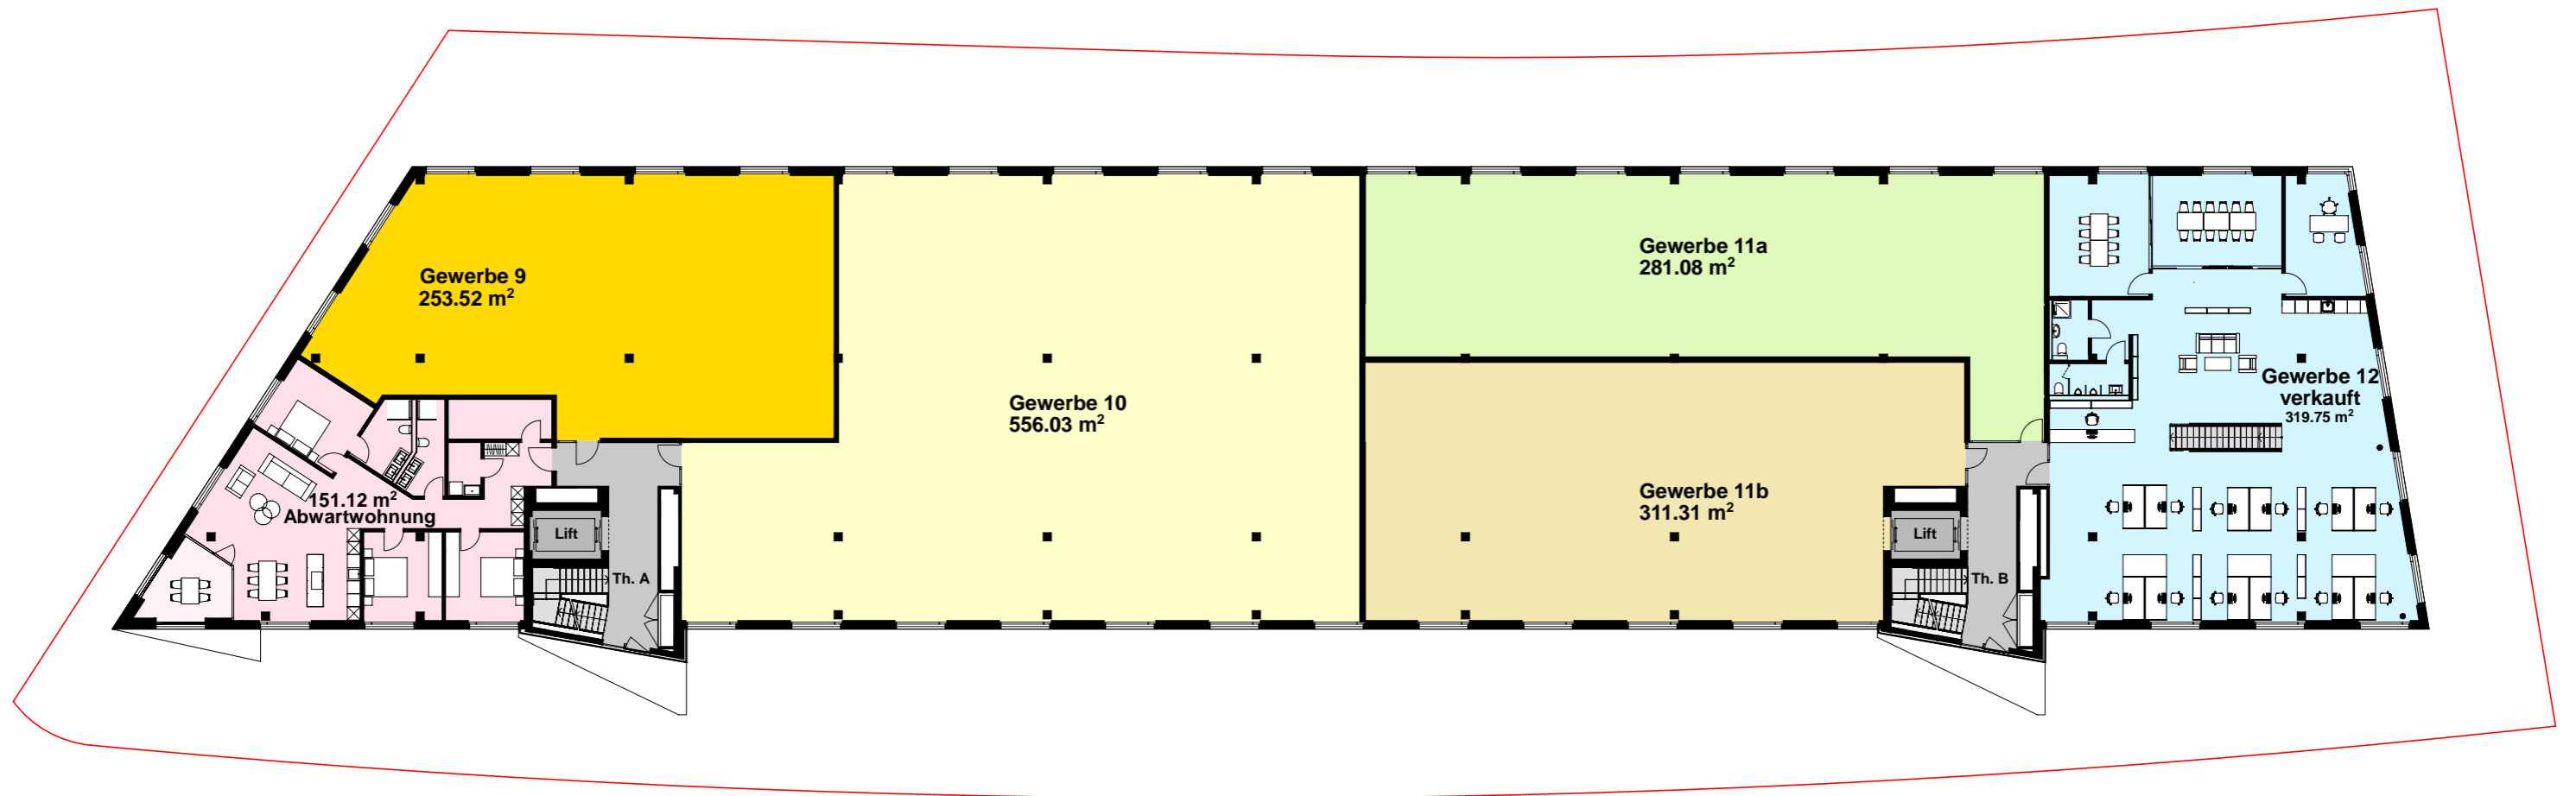 Gewerbe 9
253.52 m²
Gewerbe 10
556.03 m²
Gewerbe 11a
281.08 m²
Gewerbe 11b
311.31 m²
Gewerbe 12
verkauft
319.75 m²
151.12 m²
Abwartwohnung
Lift
Th. A
Lift
Th. B